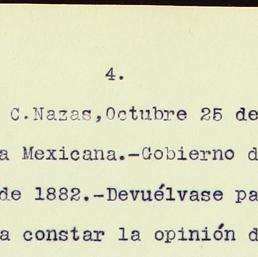 4.
C.Nazas,Octubre 25 de
a Mexicana.-Gobierno d
de 1882.-Devuélvase pa
a constar la opinión d